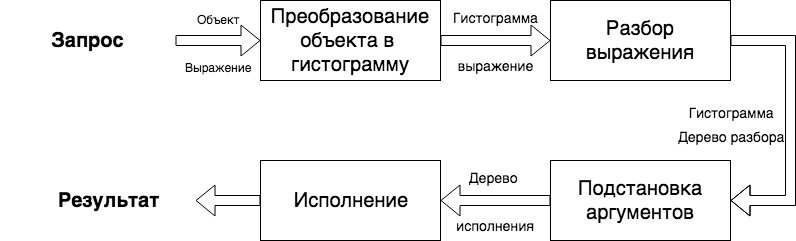 Запрос
Объект
Выражение
Преобразование
объекта в
гистограмму
Гистограмма
выражение
Разбор
выражения
Гистограмма
Дерево разбора
Подстановка
аргументов
Дерево
исполнения
Исполнение
Результат